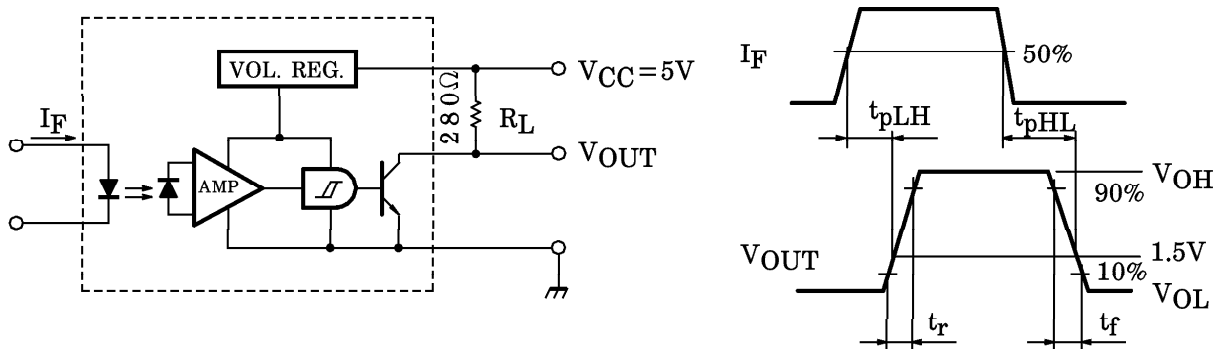 VOL. REG.
VCC=5V
280Ω
RL
IF
VOUT
AMP
IF
50%
tpLH
tpHL
VOH
90%
VOUT
1.5V
10%
VOL
tr
tf